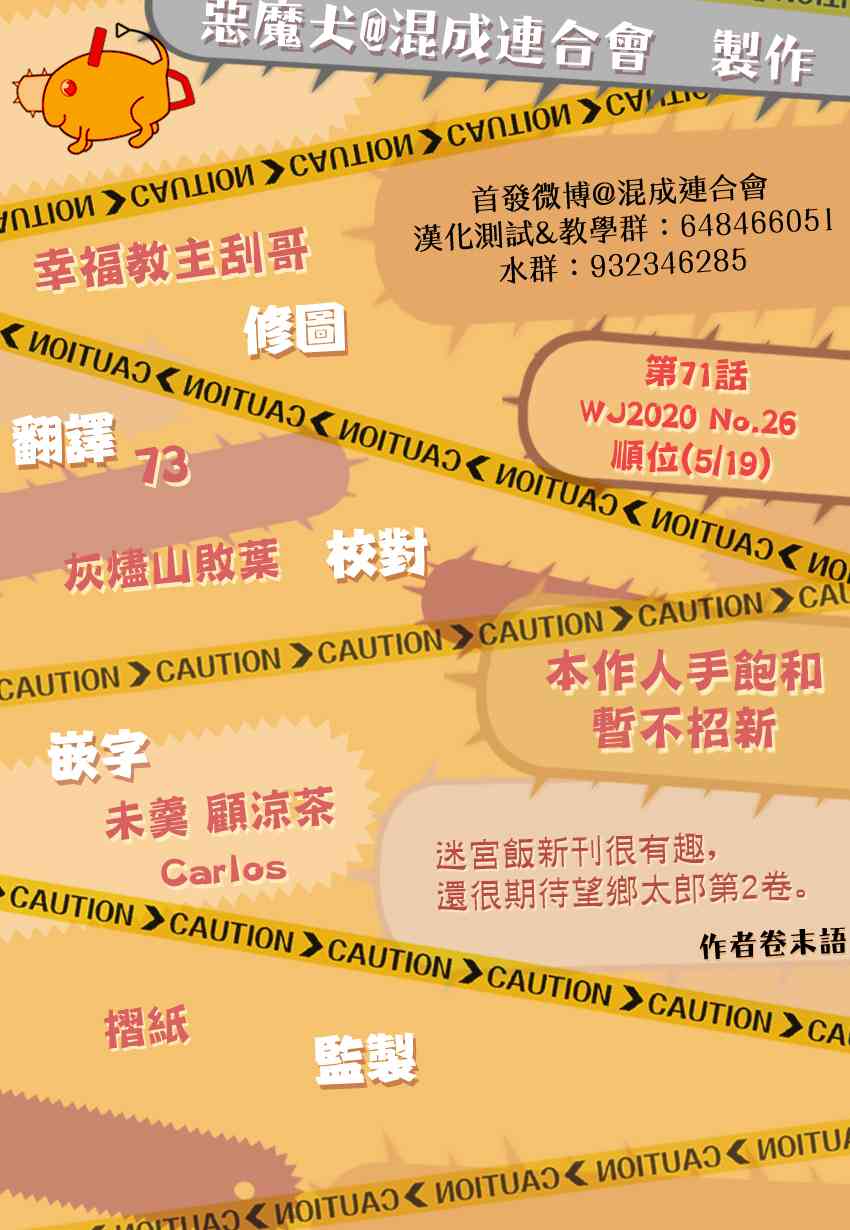 惡魔犬@混成連合會 製作
CAUTION CAUTION CAUTION CAUTION
首發微博@混成連合會
漢化測試&教學群：648466051
水群：932346285
幸福教主刮哥
修圖
CAUTION CAUTION CAUTION CAUTION CAUTION
第71話
WJ2020 No.26
順位(5/19)
翻譯
73
灰燼山敗葉 校對
CAUTION CAUTION CAUTION CAUTION CAUTION
本作人手飽和
暫不招新
嵌字
未羹 顧涼茶
Carlos
迷宮飯新刊很有趣，
還很期待望鄉太郎第2卷。
作者卷末語
CAUTION CAUTION CAUTION CAUTION CAUTION
摺紙
監製
CAUTION CAUTION CAUTION